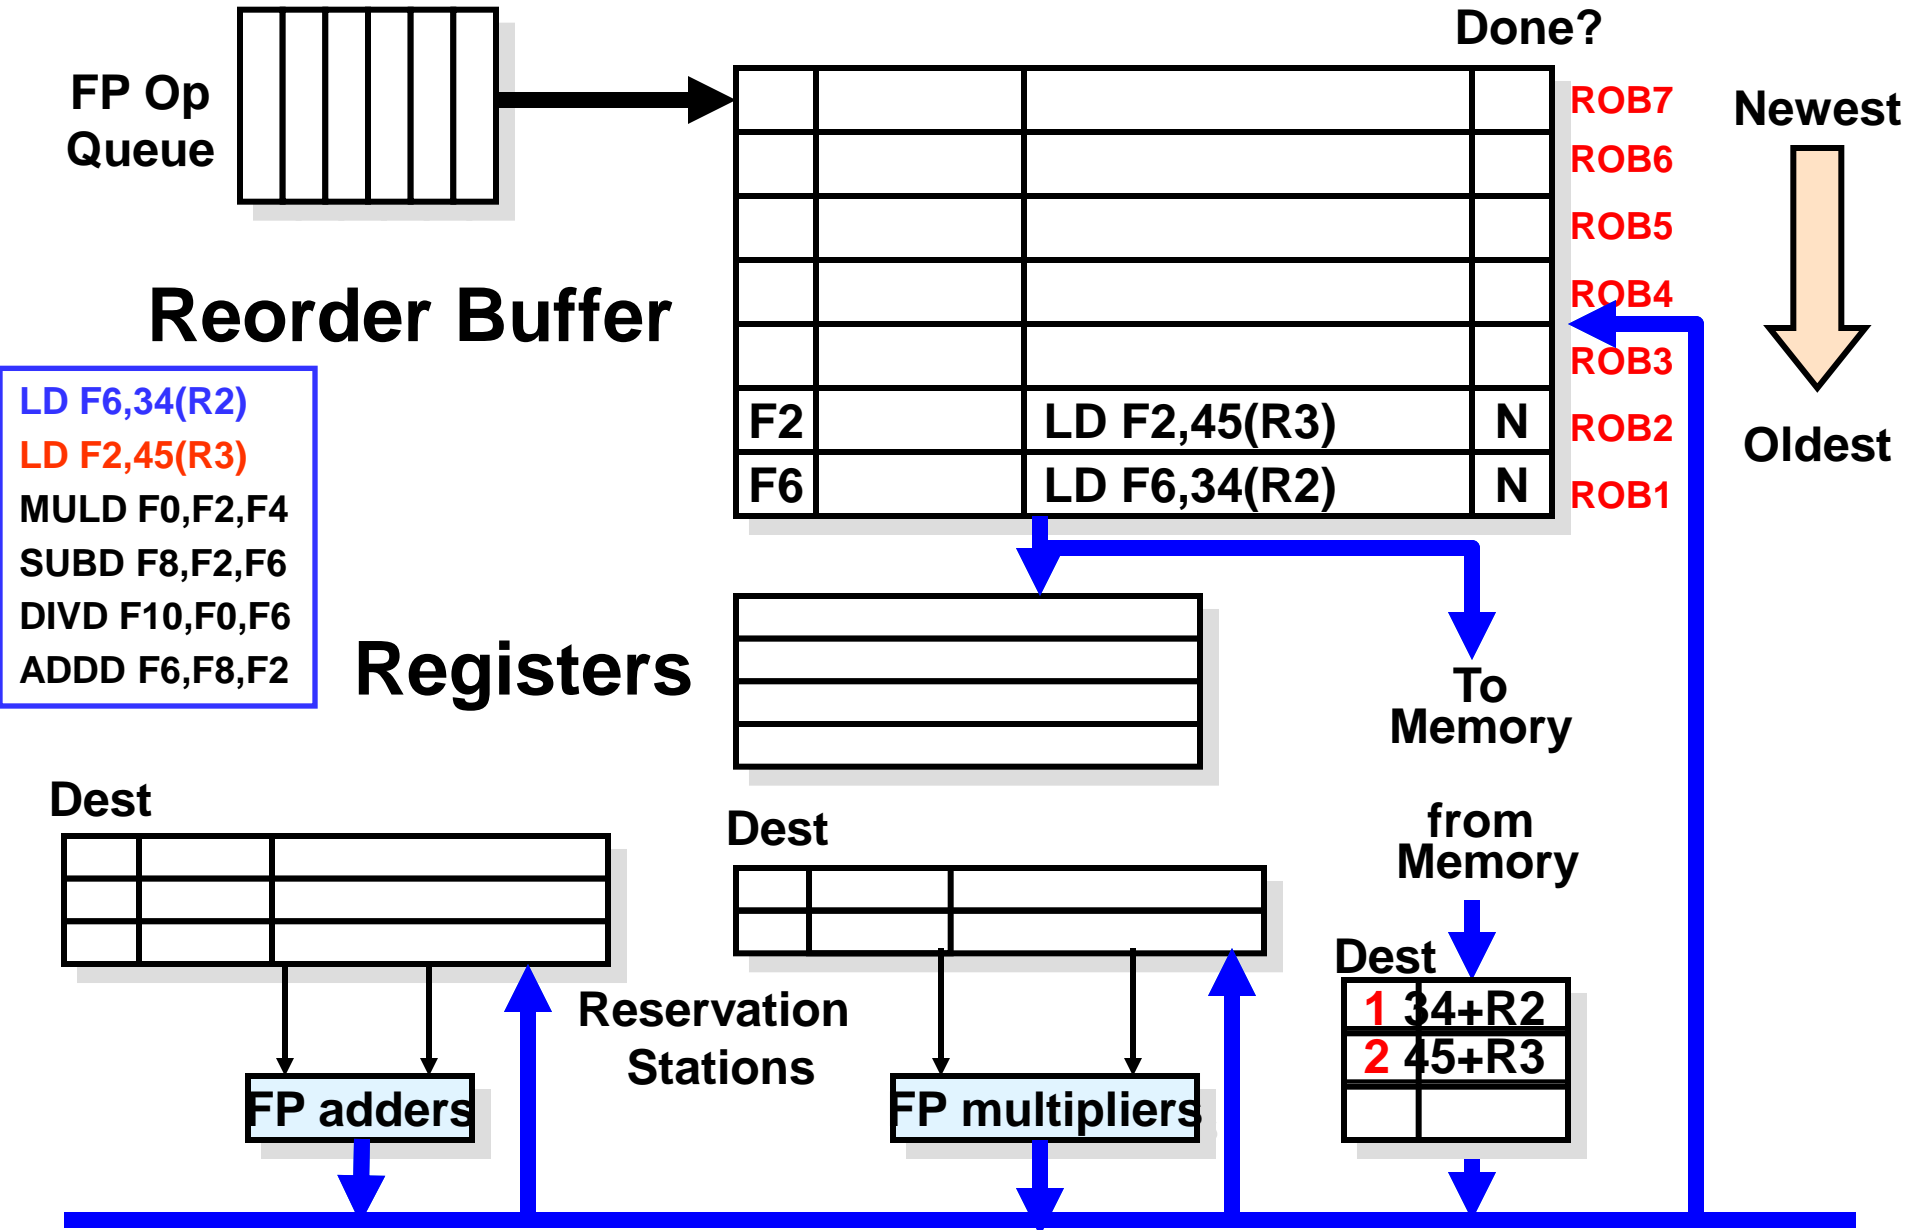 Done?
FP Op
Queue
ROB7
Newest
ROB6
ROB5
Reorder Buffer
ROB4
ROB3
F2 LD F2,45(R3) N ROB2
Oldest
F6 LD F6,34(R2) N ROB1
LD F6,34(R2)
LD F2,45(R3)
MULD F0,F2,F4
SUBD F8,F2,F6
DIVD F10,F0,F6
ADDD F6,F8,F2
Registers
To
Memory
Dest
Dest
from
Memory
Dest
1 34+R2
2 45+R3
Reservation
Stations
FP adders
FP multipliers